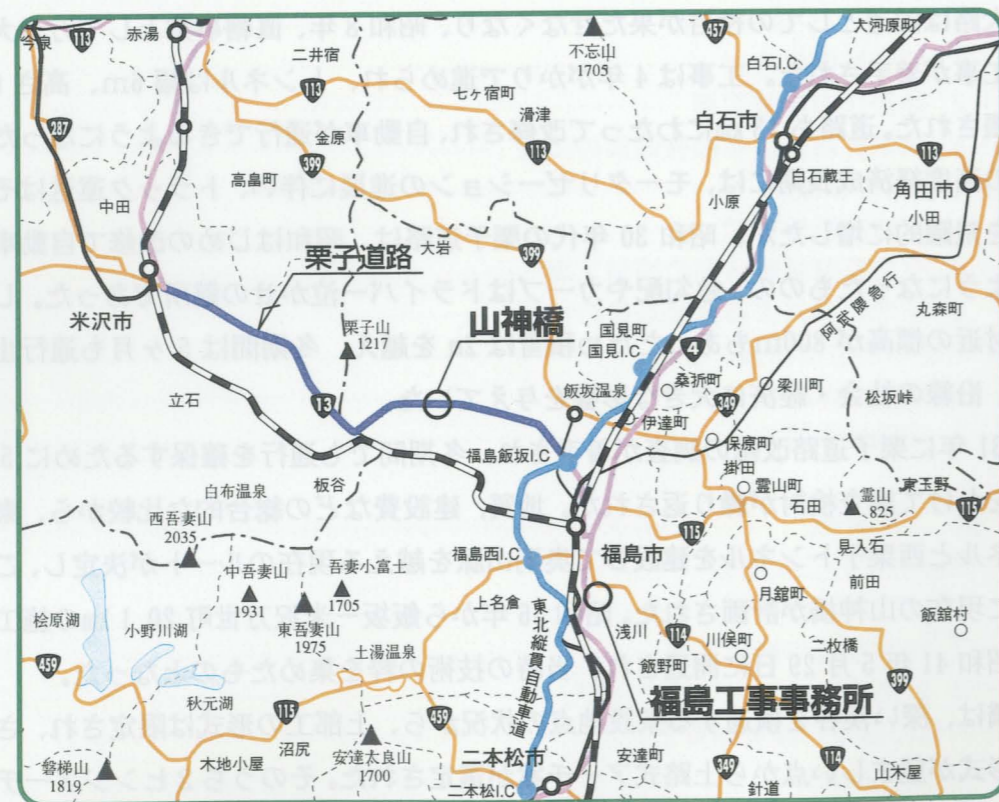 今泉
113
赤湯
二井宿
113
不忘山
1705
457
大河原町
白石I.C
七ヶ宿町
滑津
白石市
113
287
金原
399
113
113
高畠町
中田
小原
白石蔵王
角田市
小田
栗子道路
大岩
399
阿武隈急行
丸森町
米沢市
栗子山
1217
山神橋
国見町
国見I.C
4
桑折町
飯坂温泉
349
梁川町
立石
13
伊達町
松坂峠
保原町
福島飯坂I.C
掛田
板谷
白布温泉
霊山町
石田
霊山
825
東玉野
115
西吾妻山
2035
115
中吾妻山
1931
吾妻小富士
1705
福島西I.C
福島市
見入石
前田
月舘町
桧原湖
小野川湖
東吾妻山
1975
上名倉
東北縦貫自動車道
浅川
飯舘村
土湯温泉
114
川俣町
二枚橋
459
飯野町
399
秋元湖
福島工事事務所
115
459
沼尻
安達太良山
1700
二本松市
安達町
磐梯山
1819
木地小屋
二本松I.C
349
針道
114
山木屋